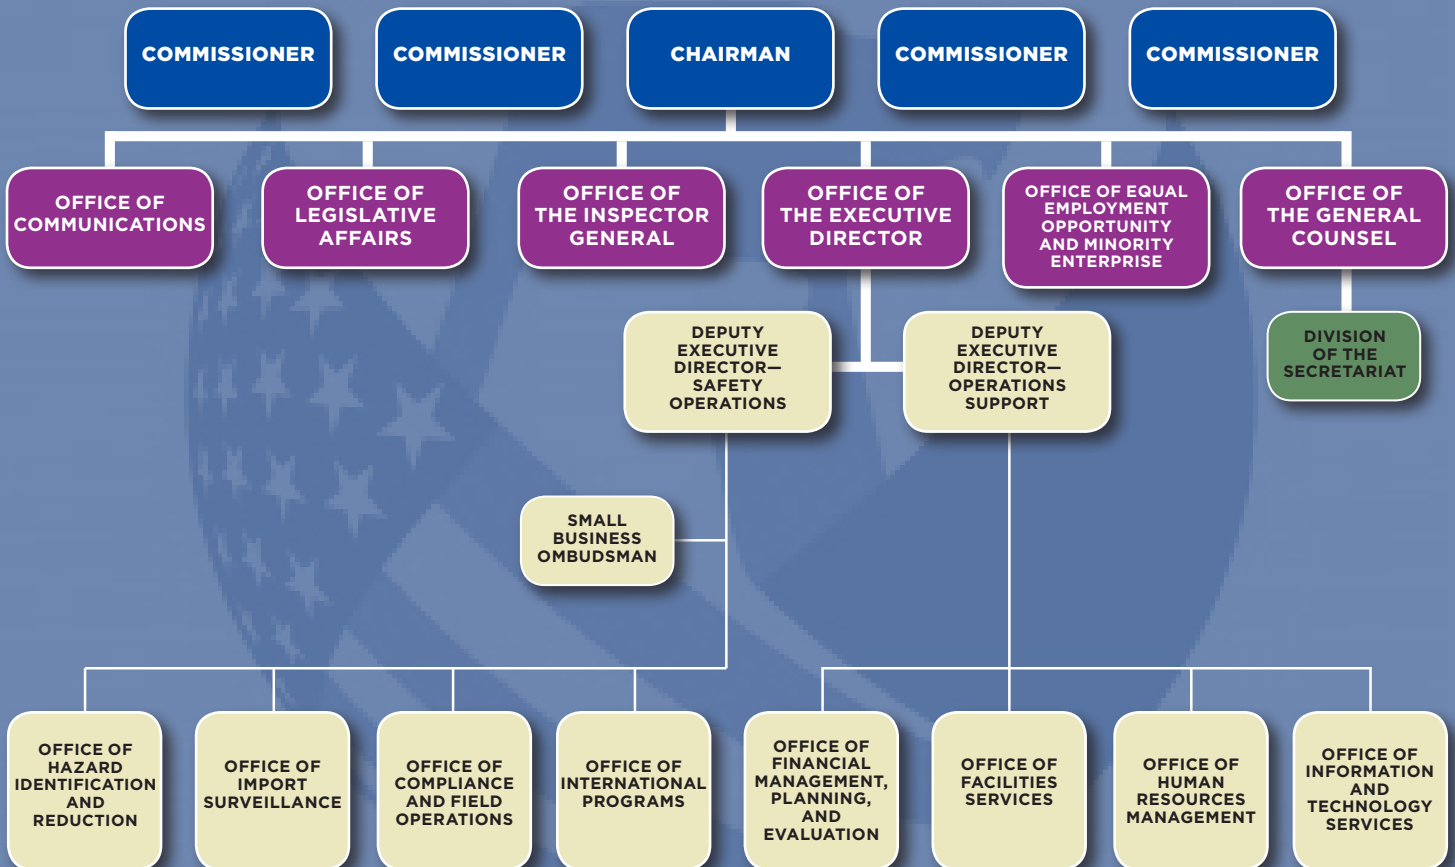 COMMISSIONER
COMMISSIONER
CHAIRMAN
COMMISSIONER
COMMISSIONER
OFFICE OF
COMMUNICATIONS
OFFICE OF
LEGISLATIVE
AFFAIRS
OFFICE OF
THE INSPECTOR
GENERAL
OFFICE OF
THE EXECUTIVE
DIRECTOR
OFFICE OF EQUAL
EMPLOYMENT
OPPORTUNITY
AND MINORITY
ENTERPRISE
OFFICE OF
THE GENERAL
COUNSEL
DEPUTY
EXECUTIVE
DIRECTOR—
SAFETY
OPERATIONS
DEPUTY
EXECUTIVE
DIRECTOR—
OPERATIONS
SUPPORT
DIVISION
OF THE
SECRETARIAT
SMALL
BUSINESS
OMBUDSMAN
OFFICE OF
HAZARD
IDENTIFICATION
AND
REDUCTION
OFFICE OF
IMPORT
SURVEILLANCE
OFFICE OF
COMPLIANCE
AND FIELD
OPERATIONS
OFFICE OF
INTERNATIONAL
PROGRAMS
OFFICE OF
FINANCIAL
MANAGEMENT,
PLANNING,
AND
EVALUATION
OFFICE OF
FACILITIES
SERVICES
OFFICE OF
HUMAN
RESOURCES
MANAGEMENT
OFFICE OF
INFORMATION
AND
TECHNOLOGY
SERVICES